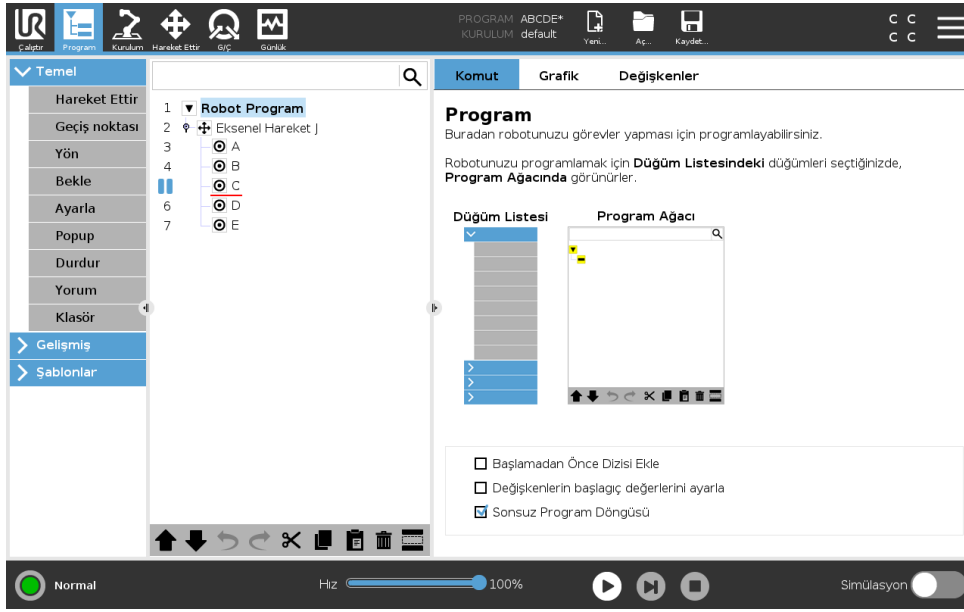 PROGRAM ABCDE*
KURULUM default
UR
Çalıştır
Program
Kurulum
Hareket Ettir
G/Ç
Günlük
Yeni...
Aç...
Kaydet...
C C
C C
Temel
Hareket Ettir
Geçiş noktası
Yön
Bekle
Ayarla
Popup
Durdur
Yorum
Klasör
Gelişmiş
Şablonlar
1 Robot Program
2 Eksenel Hareket J
3 A
4 B
C
6 D
7 E
Komut Grafik Değişkenler
Program
Buradan robotunuzu görevler yapması için programlayabilirsiniz.
Robotunuzu programlamak için Düğüm Listesindeki düğümleri seçtiğinizde,
Program Ağacında görünürler.
Düğüm Listesi Program Ağacı
Başlamadan Önce Dizisi Ekle
Değişkenlerin başlagıç değerlerini ayarla
Sonsuz Program Döngüsü
Normal
Hız 100%
Simülasyon